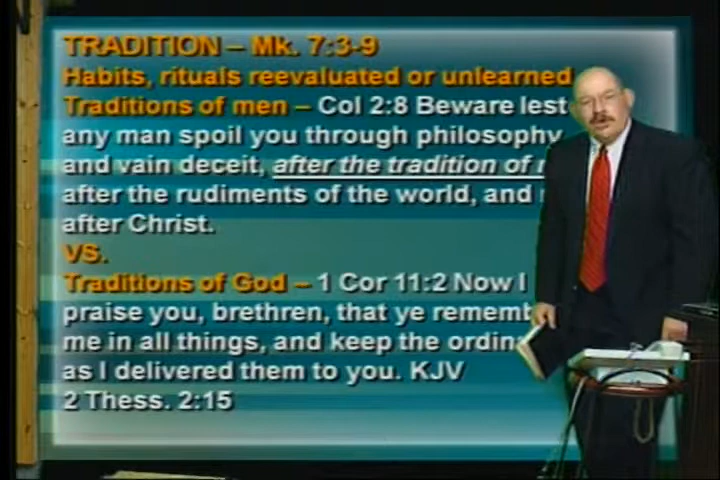 TRADITION – Mk. 7:3-9
Habits, rituals reevaluated or unlearned
Traditions of men – Col 2:8 Beware lest
any man spoil you through philosophy
and vain deceit, after the tradition of
after the rudiments of the world, and
after Christ.
VS.
Traditions of God – 1 Cor 11:2 Now I
praise you, brethren, that ye rememb
me in all things, and keep the ordin
as I delivered them to you. KJV
2 Thess. 2:15